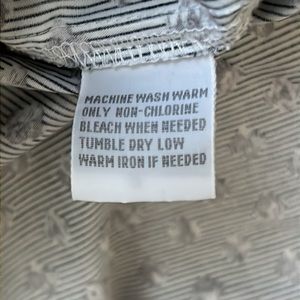 MACHINE WASH WARM
ONLY NON-CHLORINE
BLEACH WHEN NEEDED
TUMBLE DRY LOW
WARM IRON IF NEEDED